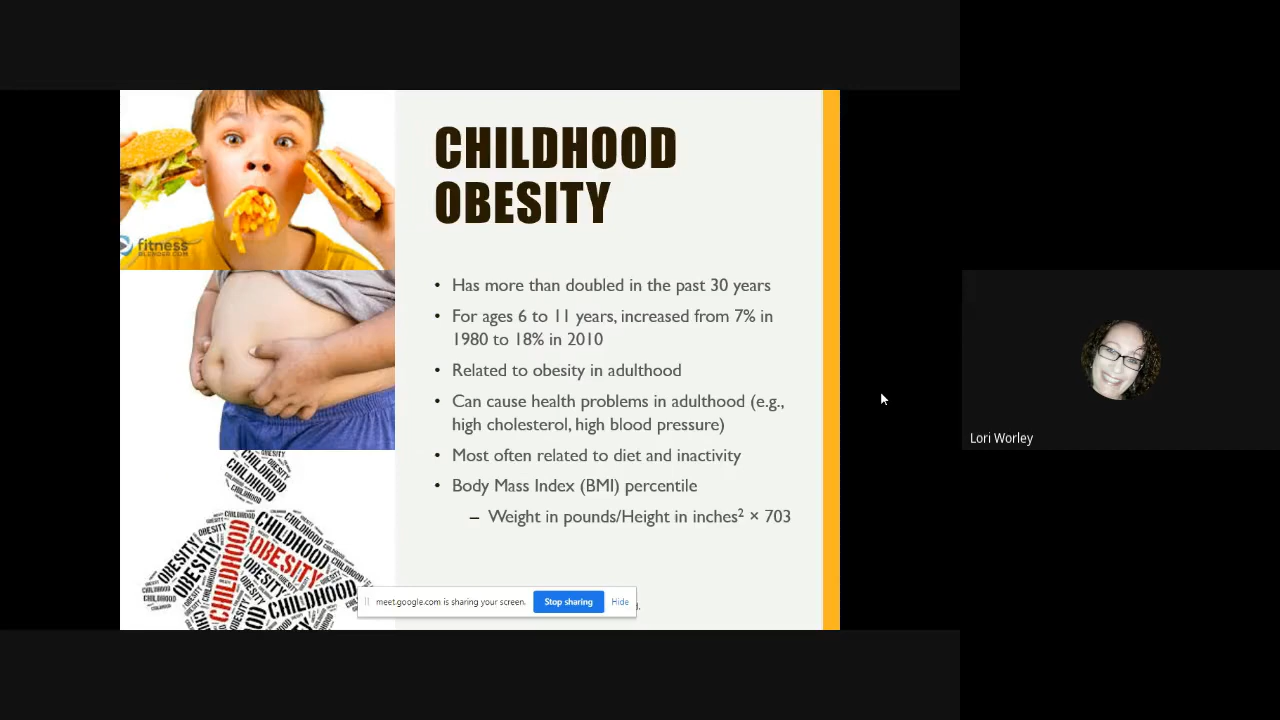 CHILDHOOD
OBESITY
• Has more than doubled in the past 30 years
• For ages 6 to 11 years, increased from 7% in
1980 to 18% in 2010
• Related to obesity in adulthood
• Can cause health problems in adulthood (e.g.,
high cholesterol, high blood pressure)
• Most often related to diet and inactivity
• Body Mass Index (BMI) percentile
– Weight in pounds/Height in inches² × 703
fitness
BLENDER.COM
OBESITY
CHILDHOOD
CHILDHOOD
OBESITY
CHILDHOOD
OBESITY
CHILDHOOD
OBESITY
CHILDHOOD
meet.google.com is sharing your screen.
Stop sharing
Hide
Lori Worley